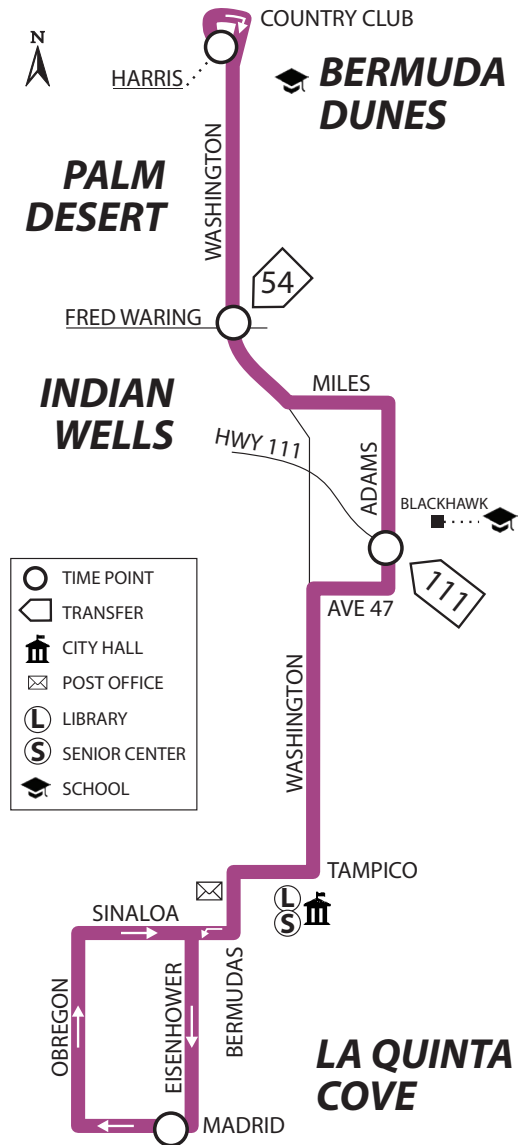 COUNTRY CLUB
N
HARRIS
BERMUDA
DUNES
WASHINGTON
PALM
DESERT
54
FRED WARING
MILES
INDIAN
WELLS
HWY 111
ADAMS
BLACKHAWK
111
AVE 47
TIME POINT
TRANSFER
CITY HALL
POST OFFICE
L LIBRARY
S SENIOR CENTER
SCHOOL
WASHINGTON
TAMPICO
L
S
SINALOA
BERMUDAS
EISENHOWER
OBREGON
MADRID
LA QUINTA
COVE